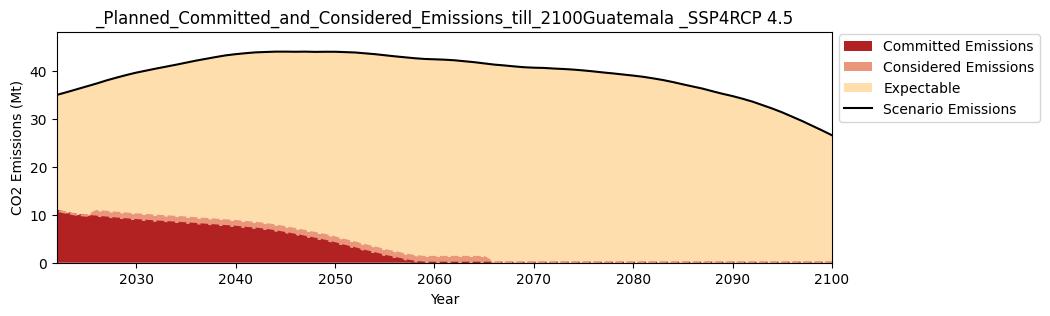 _Planned_Committed_and_Considered_Emissions_till_2100Guatemala _SSP4RCP 4.5
CO2 Emissions (Mt)
40
30
20
10
0
2030 2040 2050 2060 2070 2080 2090 2100
Year
Committed Emissions
Considered Emissions
Expectable
Scenario Emissions